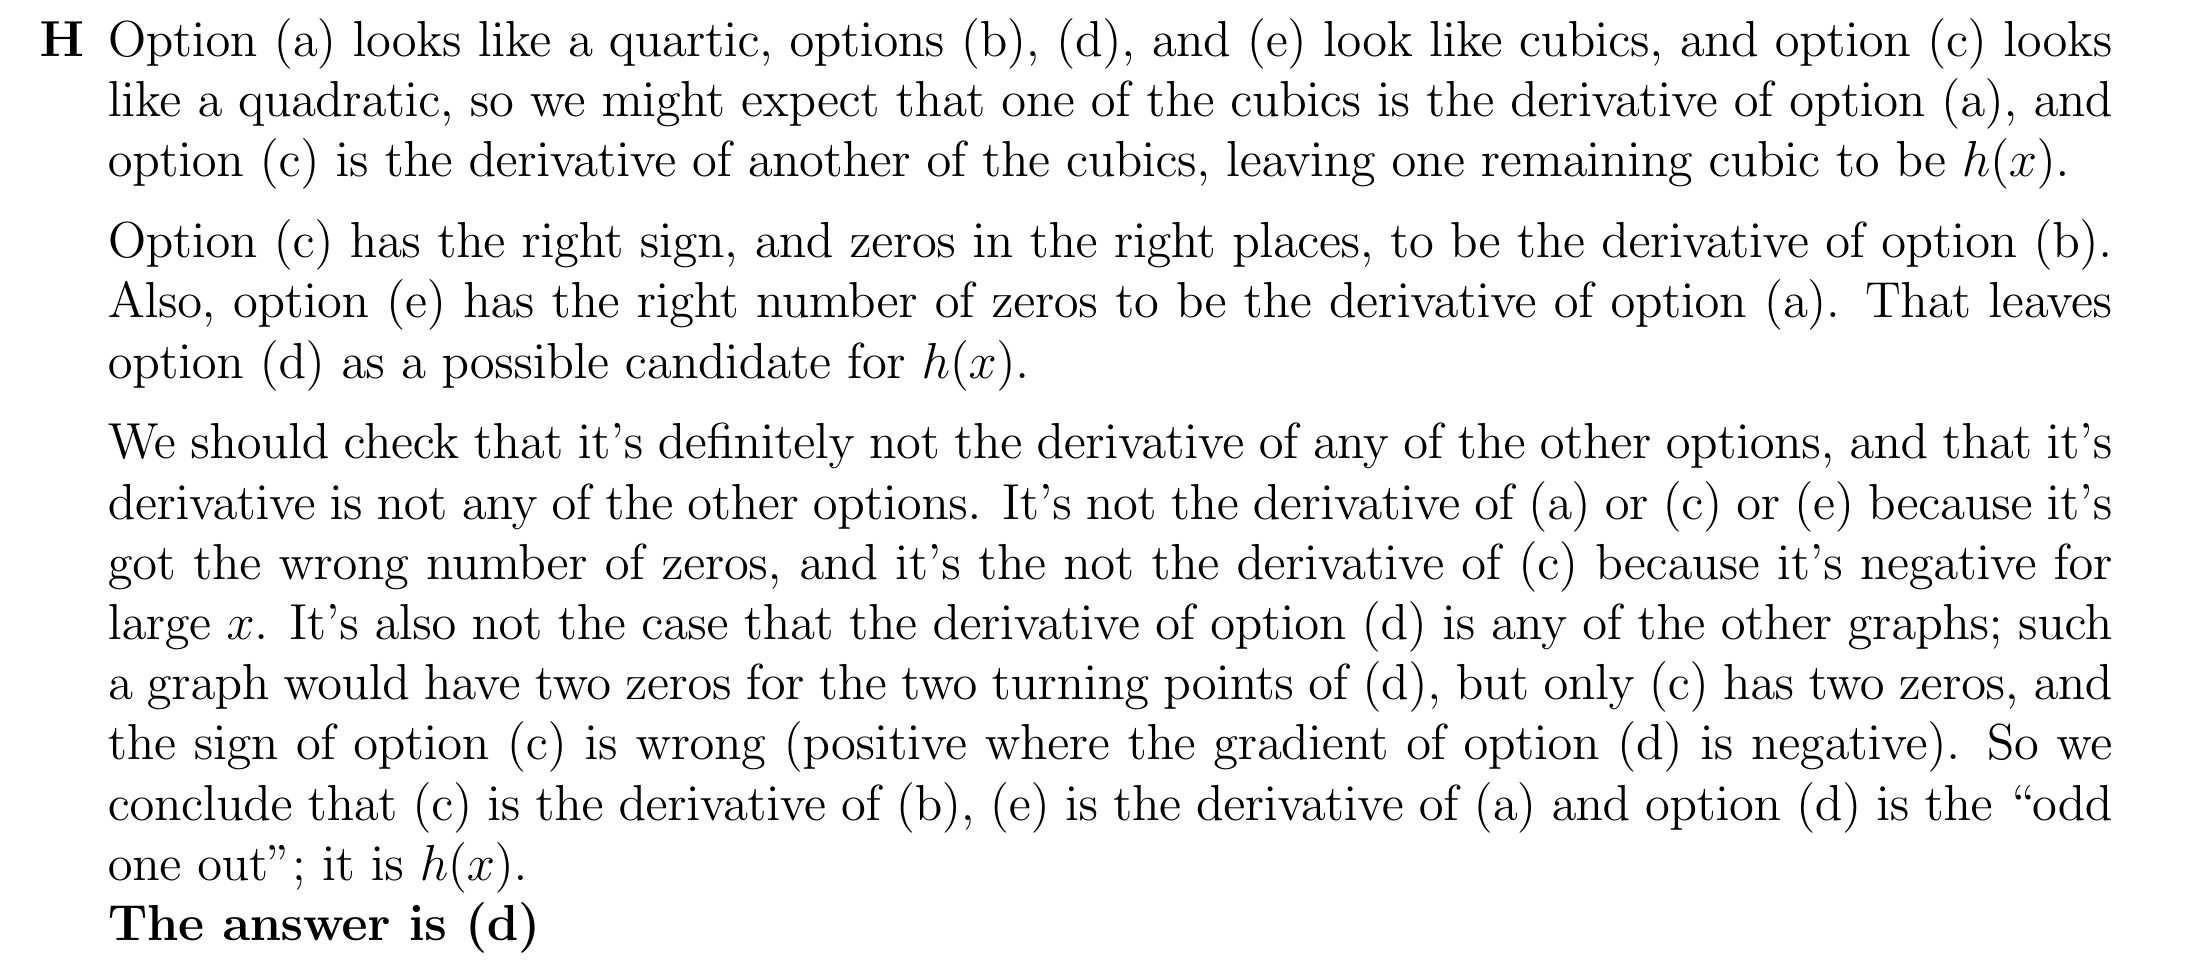 H Option (a) looks like a quartic, options (b), (d), and (e) look like cubics, and option (c) looks
like a quadratic, so we might expect that one of the cubics is the derivative of option (a), and
option (c) is the derivative of another of the cubics, leaving one remaining cubic to be h(x).
Option (c) has the right sign, and zeros in the right places, to be the derivative of option (b).
Also, option (e) has the right number of zeros to be the derivative of option (a). That leaves
option (d) as a possible candidate for h(x).
We should check that it's definitely not the derivative of any of the other options, and that it's
derivative is not any of the other options. It's not the derivative of (a) or (c) or (e) because it's
got the wrong number of zeros, and it's the not the derivative of (c) because it's negative for
large x. It's also not the case that the derivative of option (d) is any of the other graphs; such
a graph would have two zeros for the two turning points of (d), but only (c) has two zeros, and
the sign of option (c) is wrong (positive where the gradient of option (d) is negative). So we
conclude that (c) is the derivative of (b), (e) is the derivative of (a) and option (d) is the “odd
one out”; it is h(x).
The answer is (d)